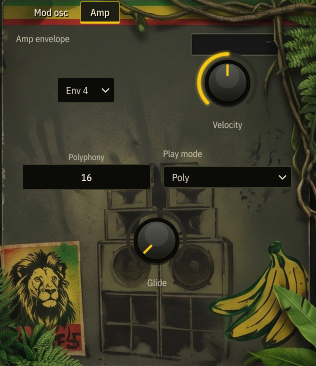 Mod osc Amp
Amp envelope
Env 4
Velocity
Polyphony Play mode
16 Poly
Glide